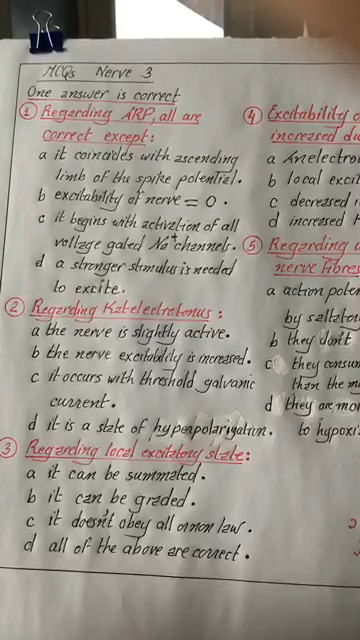 MCQs Nerve 3
One answer is correct
① Regarding ARP, all are
correct except:
a it coincides with ascending
limb of the spike potential.
b excitability of nerve = 0.
c it begins with activation of all
voltage gated Na+ channels.
d a stronger stimulus is needed
to excite.
② Regarding Katelectrotonus:
a the nerve is slightly active.
b the nerve excitability is increased.
c it occurs with threshold galvanic
current.
d it is a state of hyperpolarization.
③ Regarding local excitatory state:
a it can be summated.
b it can be graded.
c it doesn't obey all or non law.
d all of the above are correct.
④ Excitability
increased
a Anelectro
b local excit
c decreased
d increased
⑤ Regarding
nerve fibres
a action poten
by saltator
b they don't
c they consum
than the
d they are mor
to hypoxi